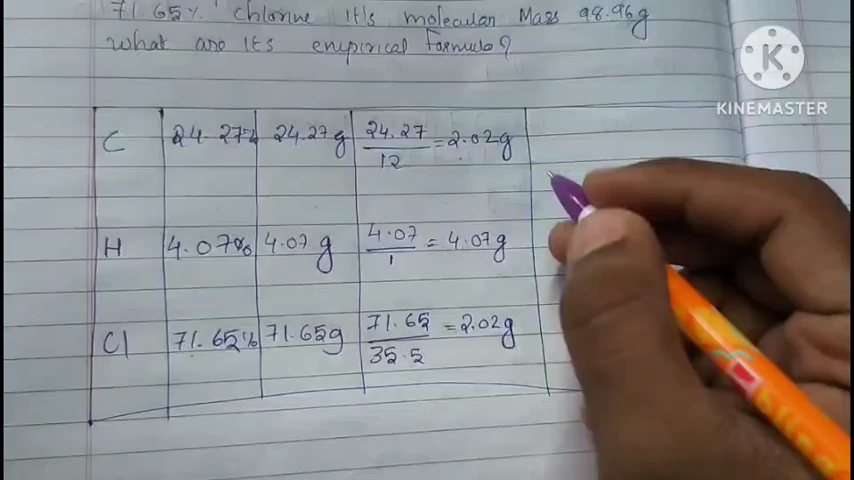 71.65% chlorine it's molecular Mass 98.96g
what are it's empirical formula?
K
KINEMASTER
C 24.27% 24.27g 24.27/12 = 2.02g
H 4.07% 4.07g 4.07/1 = 4.07g
Cl 71.65% 71.65g 71.65/35.5 = 2.02g